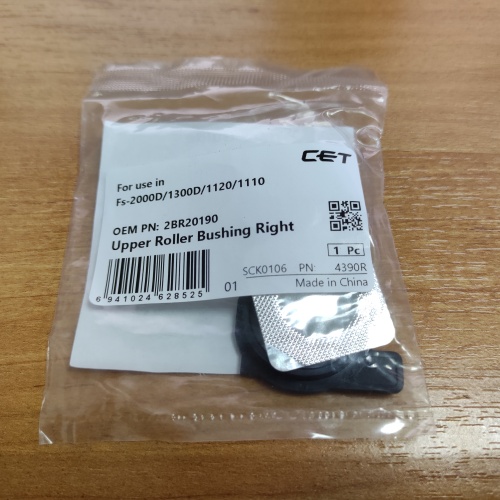 CET
For use in
Fs-2000D/1300D/1120/1110
OEM PN: 2BR20190
Upper Roller Bushing Right
1 Pc
SCK0106 PN: 4390R
6 941024 628525
01
Made in China